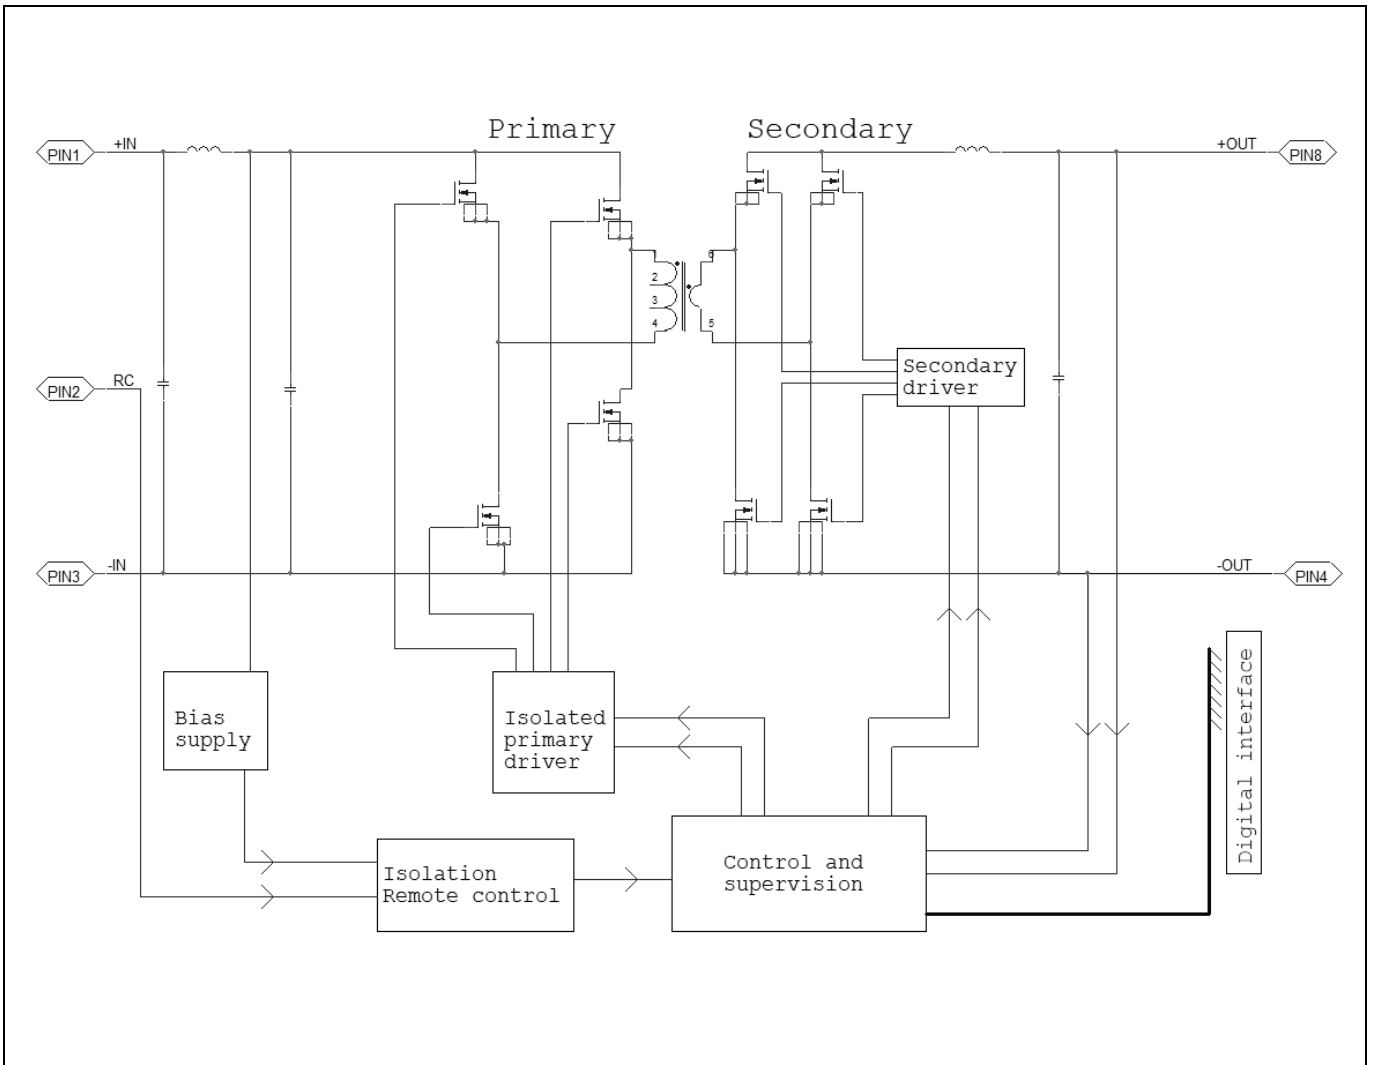 Primary
Secondary
PIN1
+IN
+OUT
PIN8
1
2
3
4
6
5
PIN2
RC
Secondary
driver
PIN3
-IN
-OUT
PIN4
Bias
supply
Isolated
primary
driver
Digital interface
Isolation
Remote control
Control and
supervision